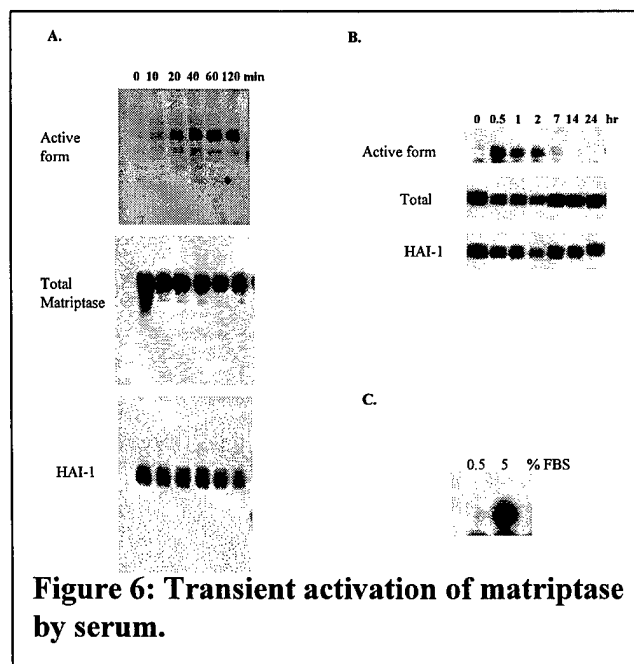 A.
0 10 20 40 60 120 min
Active
form
Total
Matriptase
HAI-1
B.
0 0.5 1 2 7 14 24 hr
Active form
Total
HAI-1
C.
0.5 5 % FBS
Figure 6: Transient activation of matriptase
by serum.